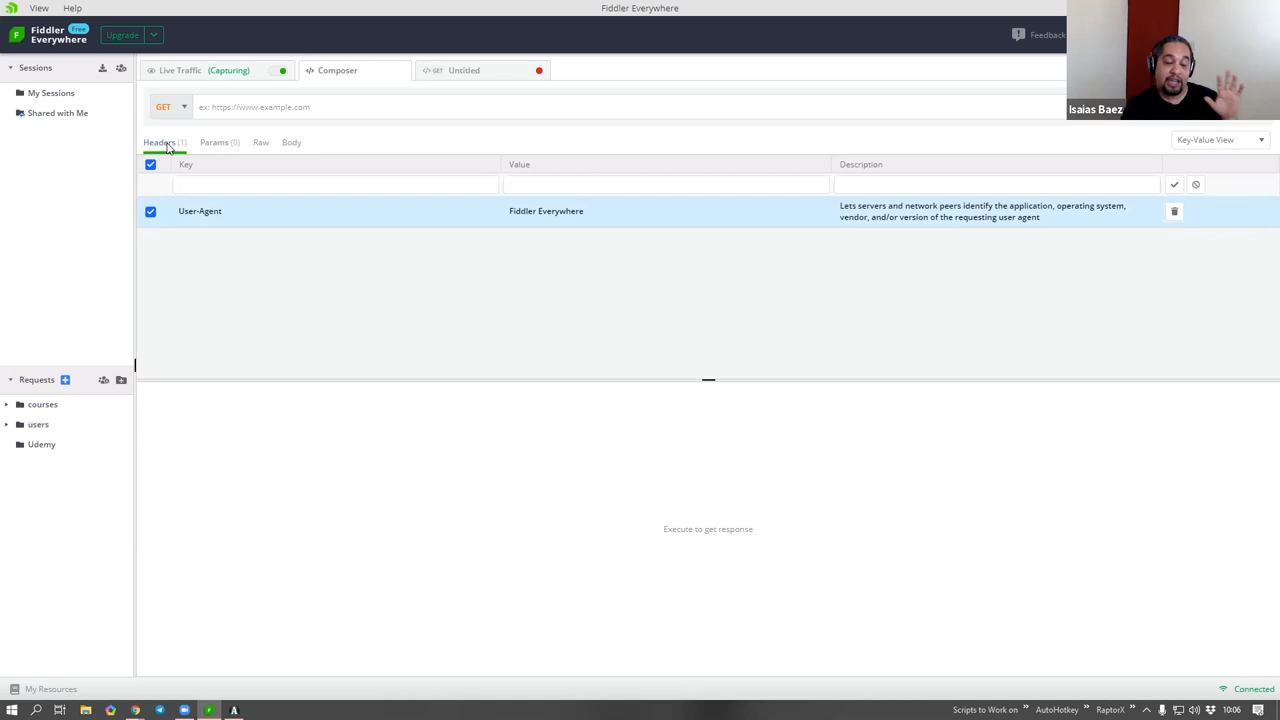 View Help Fiddler Everywhere
Fiddler Everywhere Free Upgrade Feedback
Isaias Baez
Sessions
My Sessions
Shared with Me
Live Traffic (Capturing) </> Composer </> GET Untitled
GET ex: https://www.example.com
Headers (1) Params (0) Raw Body Key-Value View
Key Value Description
User-Agent Fiddler Everywhere Lets servers and network peers identify the application, operating system,
vendor, and/or version of the requesting user agent
Requests
courses
users
Udemy
Execute to get response
My Resources Connected
Scripts to Work on » AutoHotkey » RaptorX » 10:06